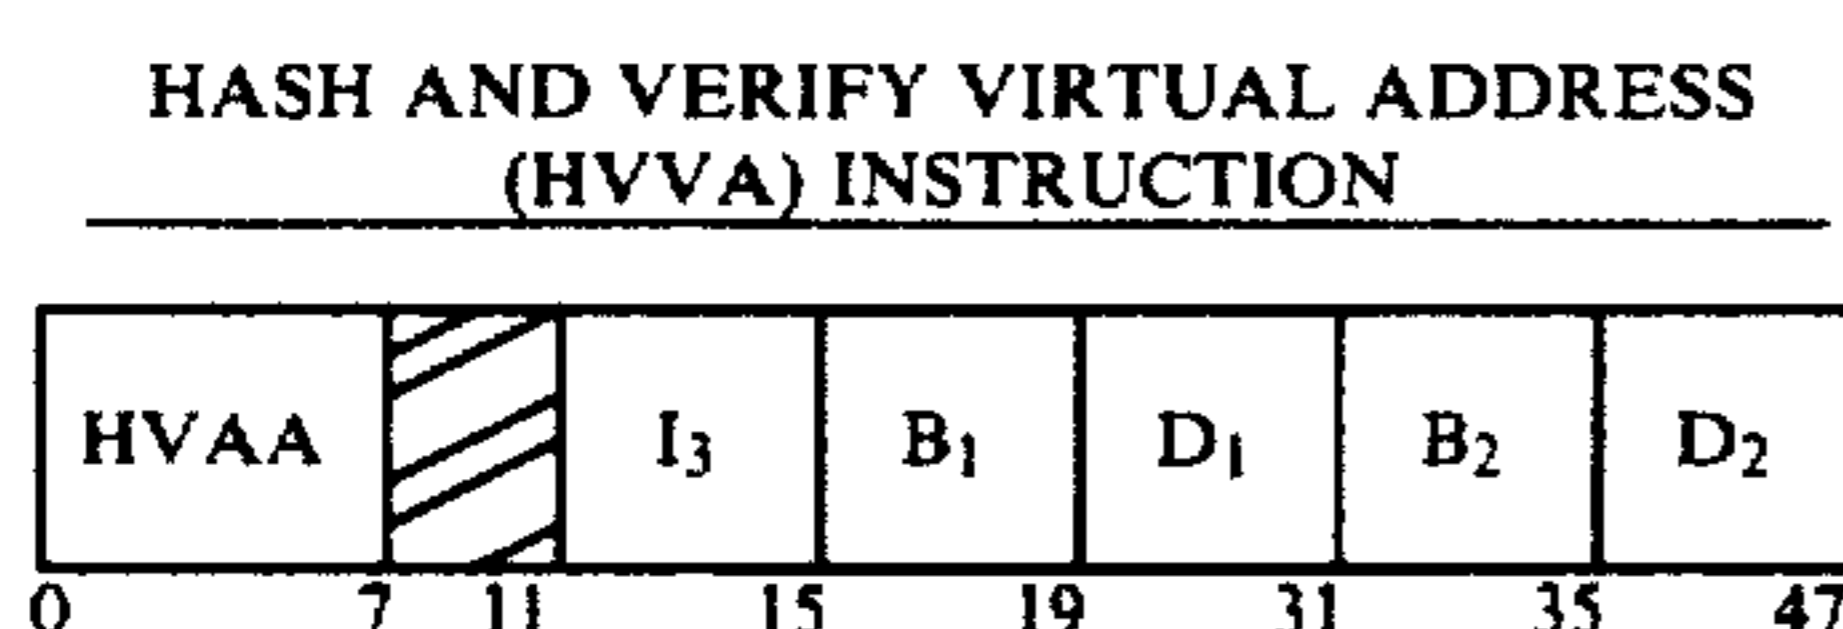 HASH AND VERIFY VIRTUAL ADDRESS
(HVVA) INSTRUCTION
HVAA I₃ B₁ D₁ B₂ D₂
0 7 11 15 19 31 35 47